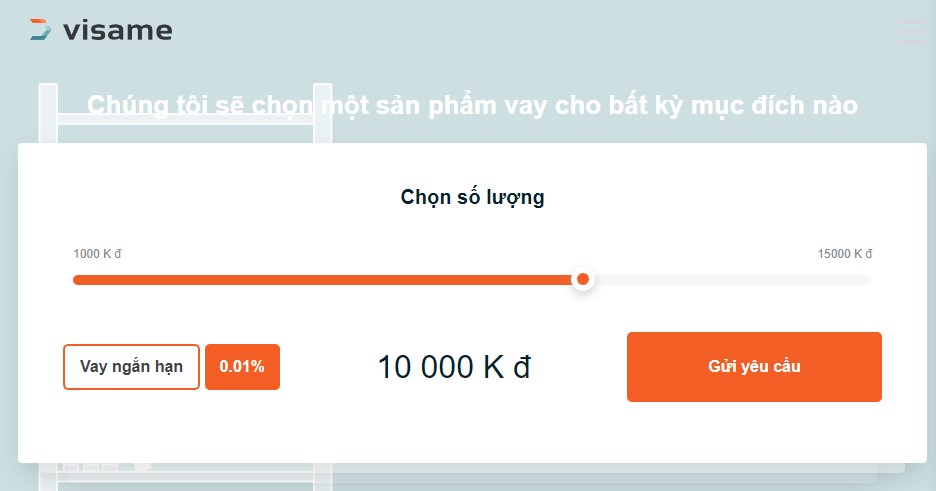 visame
Chúng tôi sẽ chọn một sản phẩm vay cho bất kỳ mục đích nào
Chọn số lượng
1000 K đ
15000 K đ
Vay ngắn hạn
0.01%
10 000 K đ
Gửi yêu cầu